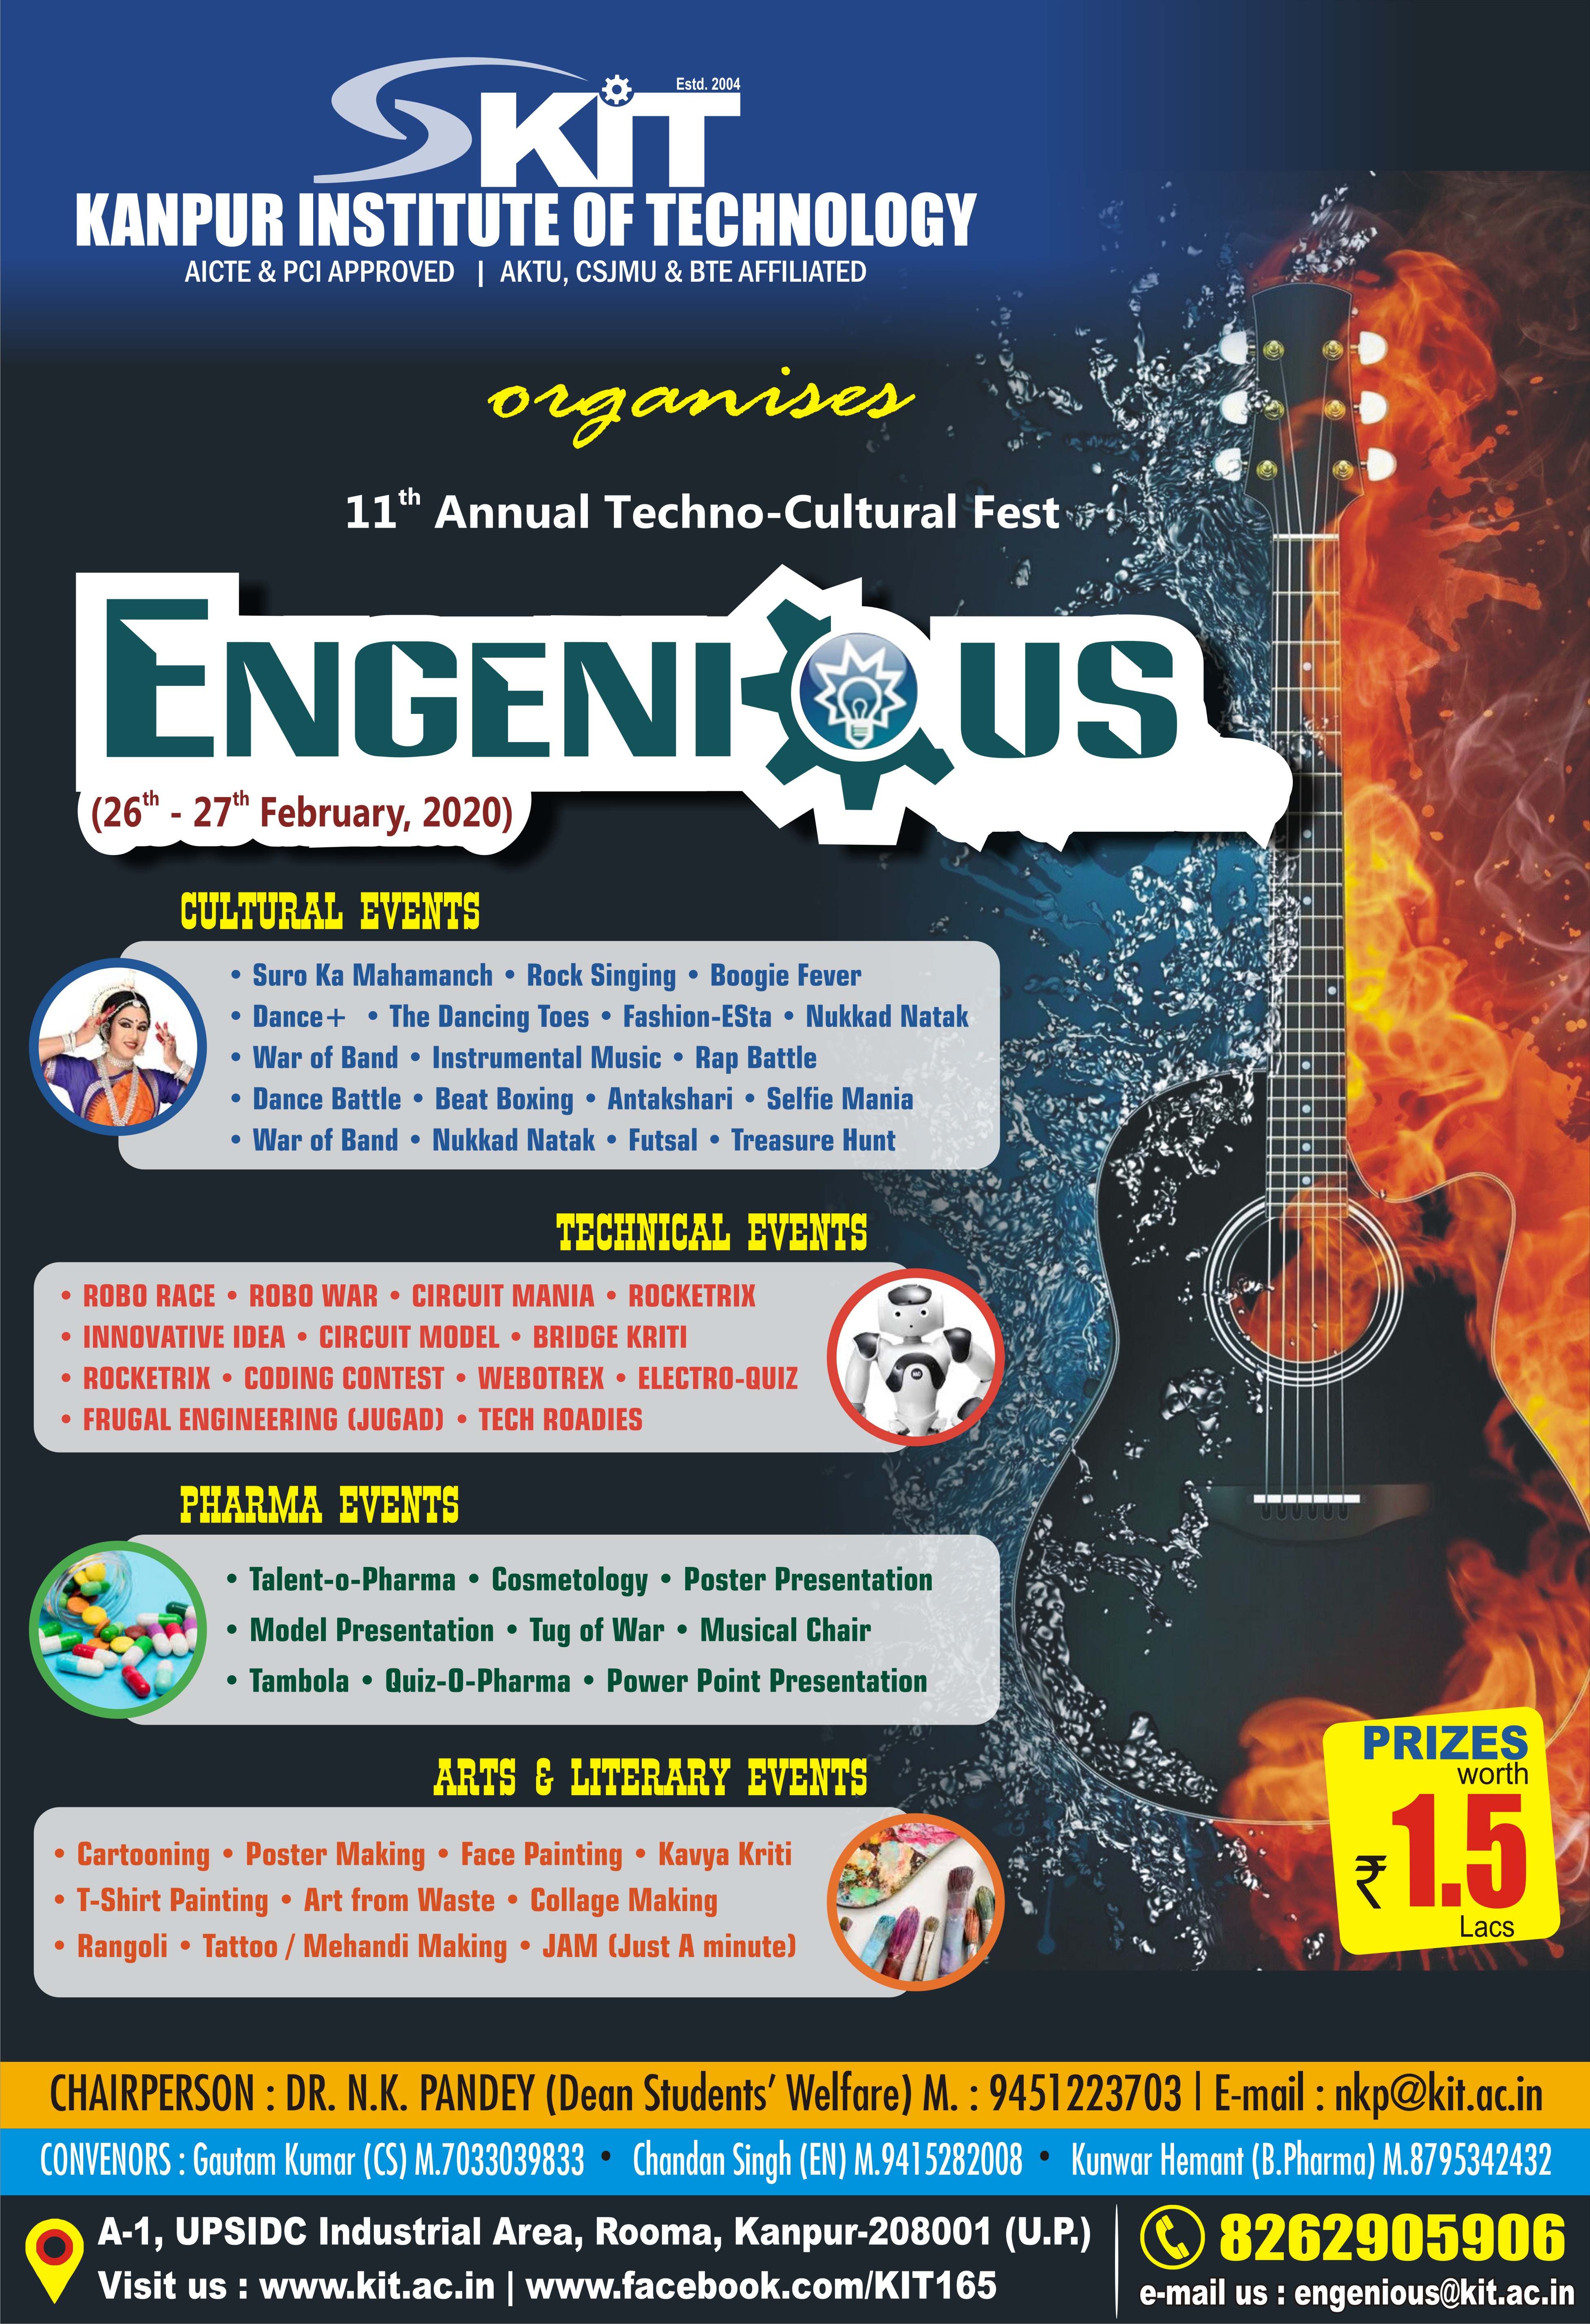 SKIT
Estd. 2004
KANPUR INSTITUTE OF TECHNOLOGY
AICTE & PCI APPROVED | AKTU, CSJMU & BTE AFFILIATED
organises
11th Annual Techno-Cultural Fest
ENGENIOUS
(26th - 27th February, 2020)
CULTURAL EVENTS
• Suro Ka Mahamanch • Rock Singing • Boogie Fever
• Dance+ • The Dancing Toes • Fashion-ESta • Nukkad Natak
• War of Band • Instrumental Music • Rap Battle
• Dance Battle • Beat Boxing • Antakshari • Selfie Mania
• War of Band • Nukkad Natak • Futsal • Treasure Hunt
TECHNICAL EVENTS
• ROBO RACE • ROBO WAR • CIRCUIT MANIA • ROCKETRIX
• INNOVATIVE IDEA • CIRCUIT MODEL • BRIDGE KRITI
• ROCKETRIX • CODING CONTEST • WEBOTREX • ELECTRO-QUIZ
• FRUGAL ENGINEERING (JUGAD) • TECH ROADIES
PHARMA EVENTS
• Talent-o-Pharma • Cosmetology • Poster Presentation
• Model Presentation • Tug of War • Musical Chair
• Tambola • Quiz-O-Pharma • Power Point Presentation
ARTS & LITERARY EVENTS
• Cartooning • Poster Making • Face Painting • Kavya Kriti
• T-Shirt Painting • Art from Waste • Collage Making
• Rangoli • Tattoo / Mehandi Making • JAM (Just A minute)
PRIZES
worth
₹ 1.5
Lacs
CHAIRPERSON : DR. N.K. PANDEY (Dean Students' Welfare) M. : 9451223703 | E-mail : nkp@kit.ac.in
CONVENORS : Gautam Kumar (CS) M.7033039833 • Chandan Singh (EN) M.9415282008 • Kunwar Hemant (B.Pharma) M.8795342432
A-1, UPSIDC Industrial Area, Rooma, Kanpur-208001 (U.P.)
Visit us : www.kit.ac.in | www.facebook.com/KIT165
8262905906
e-mail us : engenious@kit.ac.in